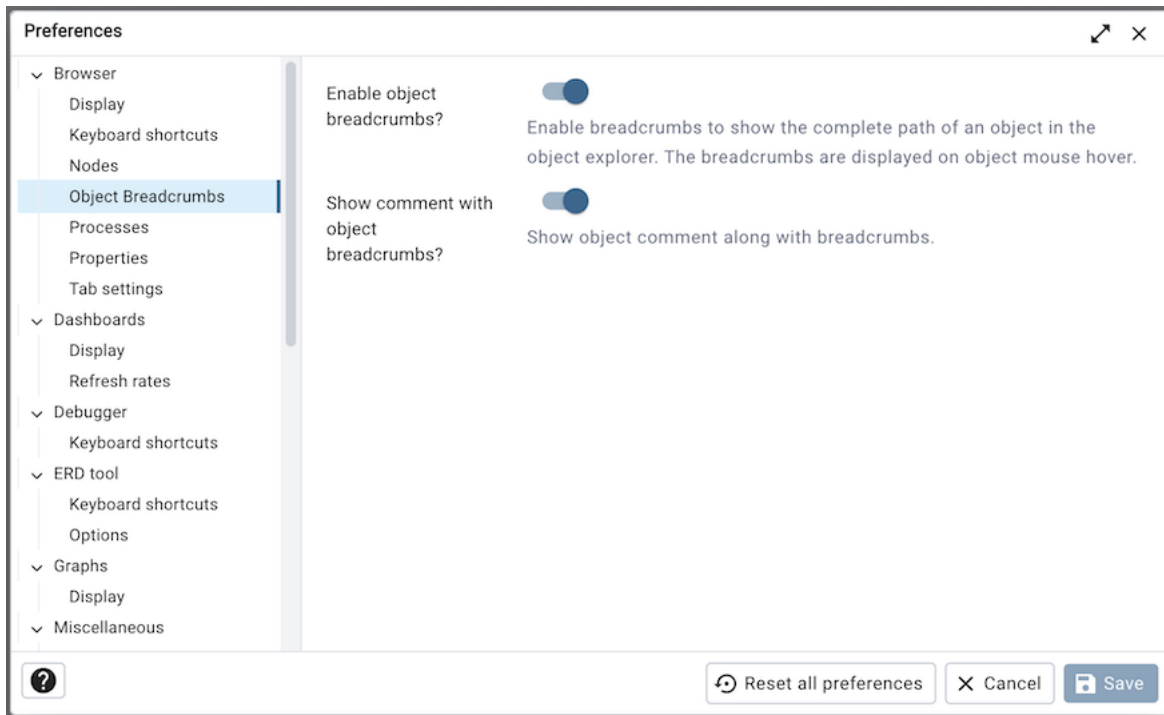 Preferences
Browser
Display
Keyboard shortcuts
Nodes
Object Breadcrumbs
Processes
Properties
Tab settings
Dashboards
Display
Refresh rates
Debugger
Keyboard shortcuts
ERD tool
Keyboard shortcuts
Options
Graphs
Display
Miscellaneous
Enable object
breadcrumbs?
Enable breadcrumbs to show the complete path of an object in the
object explorer. The breadcrumbs are displayed on object mouse hover.
Show comment with
object
breadcrumbs?
Show object comment along with breadcrumbs.
?
Reset all preferences
Cancel
Save